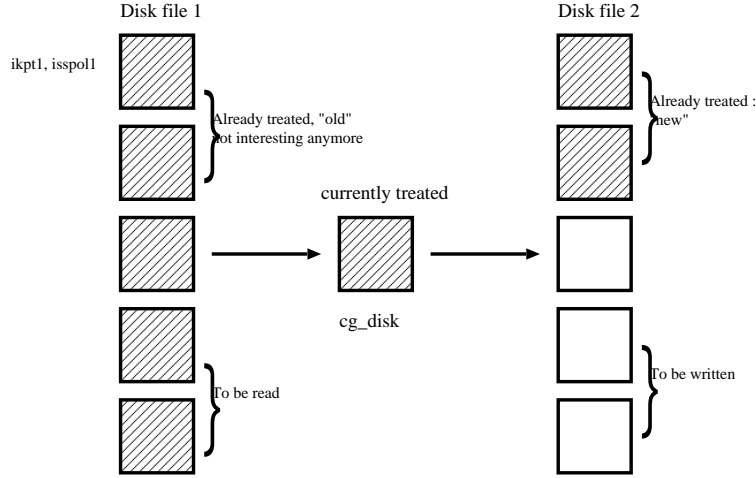 Disk file 1
Disk file 2
ikpt1, isspol1
Already treated, "old"
not interesting anymore
Already treated :
"new"
currently treated
cg_disk
To be read
To be written